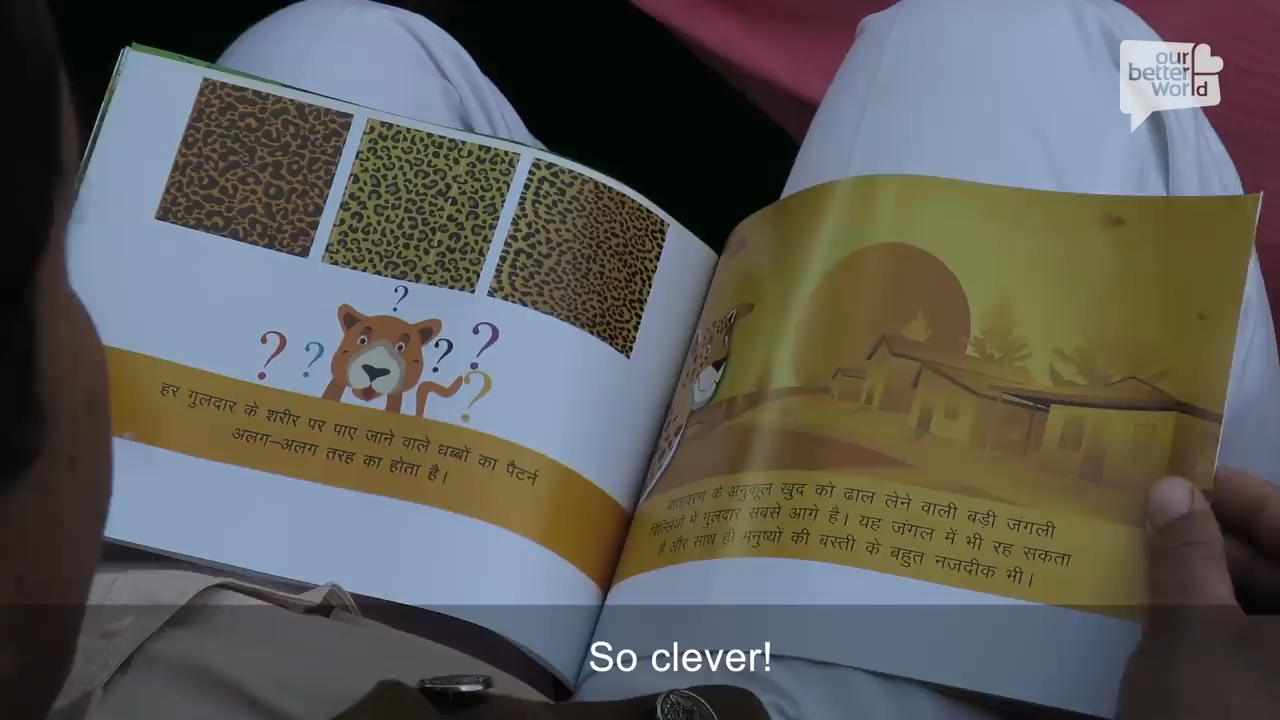 our
better
world
?
? ? ? ?
?
हर गुलदार के शरीर पर पाए जाने वाले धब्बों का पैटर्न
अलग-अलग तरह का होता है।
वातावरण के अनुकूल खुद को ढाल लेने वाली बड़ी जंगली
बिल्लियों में गुलदार सबसे आगे है। यह जंगल में भी रह सकता
है और साथ ही मनुष्यों की बस्ती के बहुत नजदीक भी।
So clever!